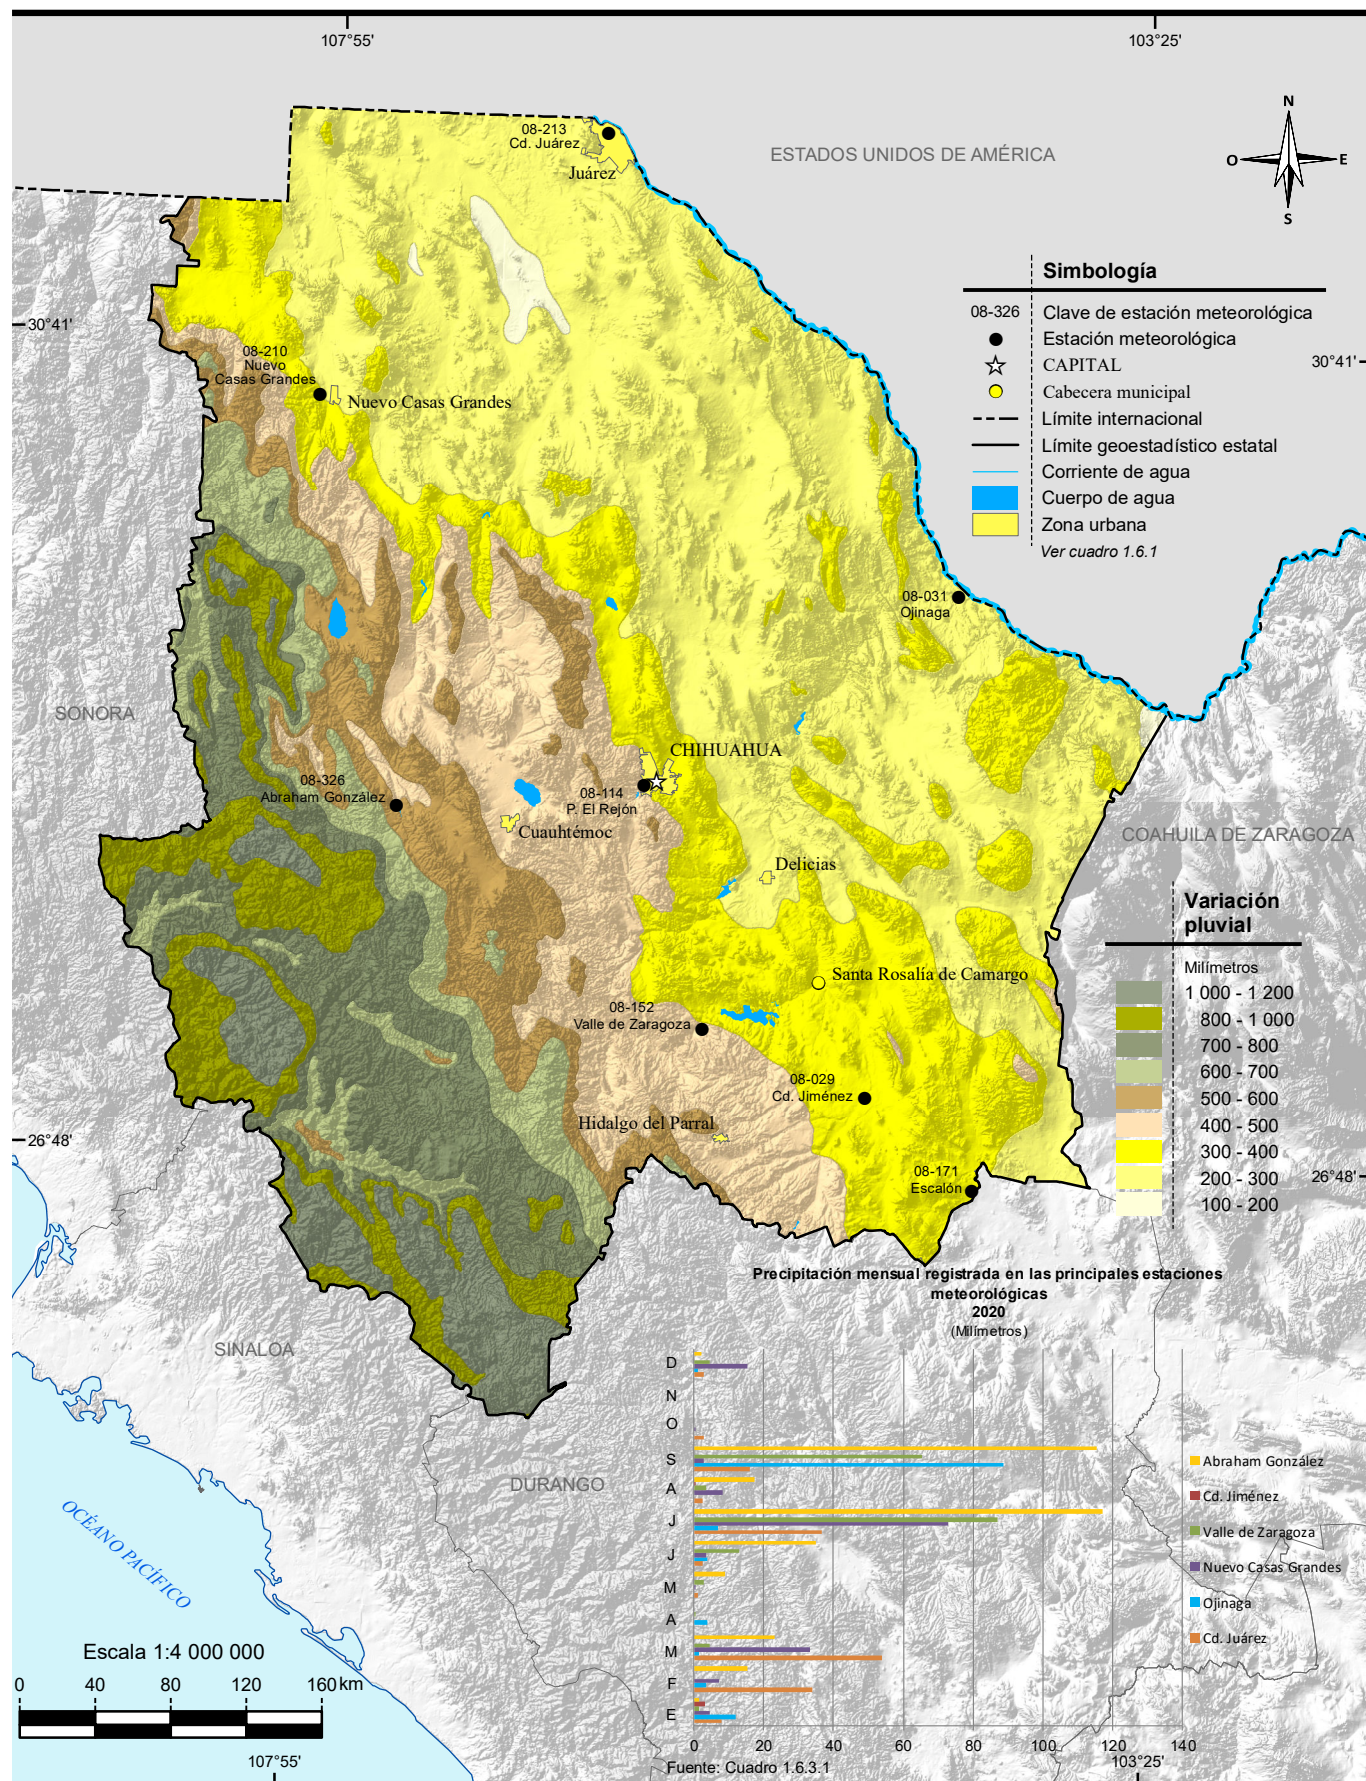 107°55'
103°25'
N
O
E
S
08-213
Cd. Juárez
Juárez
ESTADOS UNIDOS DE AMÉRICA
Simbología
08-326 Clave de estación meteorológica
Estación meteorológica
CAPITAL
Cabecera municipal
Límite internacional
Límite geoestadístico estatal
Corriente de agua
Cuerpo de agua
Zona urbana
Ver cuadro 1.6.1
30°41'
30°41'
08-210
Nuevo
Casas Grandes
Nuevo Casas Grandes
08-031
Ojinaga
SONORA
CHIHUAHUA
08-326
Abraham González
08-114
P. El Rejón
Cuauhtémoc
Delicias
COAHUILA DE ZARAGOZA
Santa Rosalía de Camargo
08-152
Valle de Zaragoza
08-029
Cd. Jiménez
Hidalgo del Parral
08-171
Escalón
Variación
pluvial
Milímetros
1 000 - 1 200
800 - 1 000
700 - 800
600 - 700
500 - 600
400 - 500
300 - 400
200 - 300
100 - 200
26°48'
26°48'
SINALOA
DURANGO
OCÉANO PACÍFICO
Precipitación mensual registrada en las principales estaciones
meteorológicas
2020
(Milímetros)
D
N
O
S
A
J
J
M
A
M
F
E
0 20 40 60 80 100 120 140
Abraham González
Cd. Jiménez
Valle de Zaragoza
Nuevo Casas Grandes
Ojinaga
Cd. Juárez
Fuente: Cuadro 1.6.3.1
Escala 1:4 000 000
0 40 80 120 160 km
107°55'
103°25'